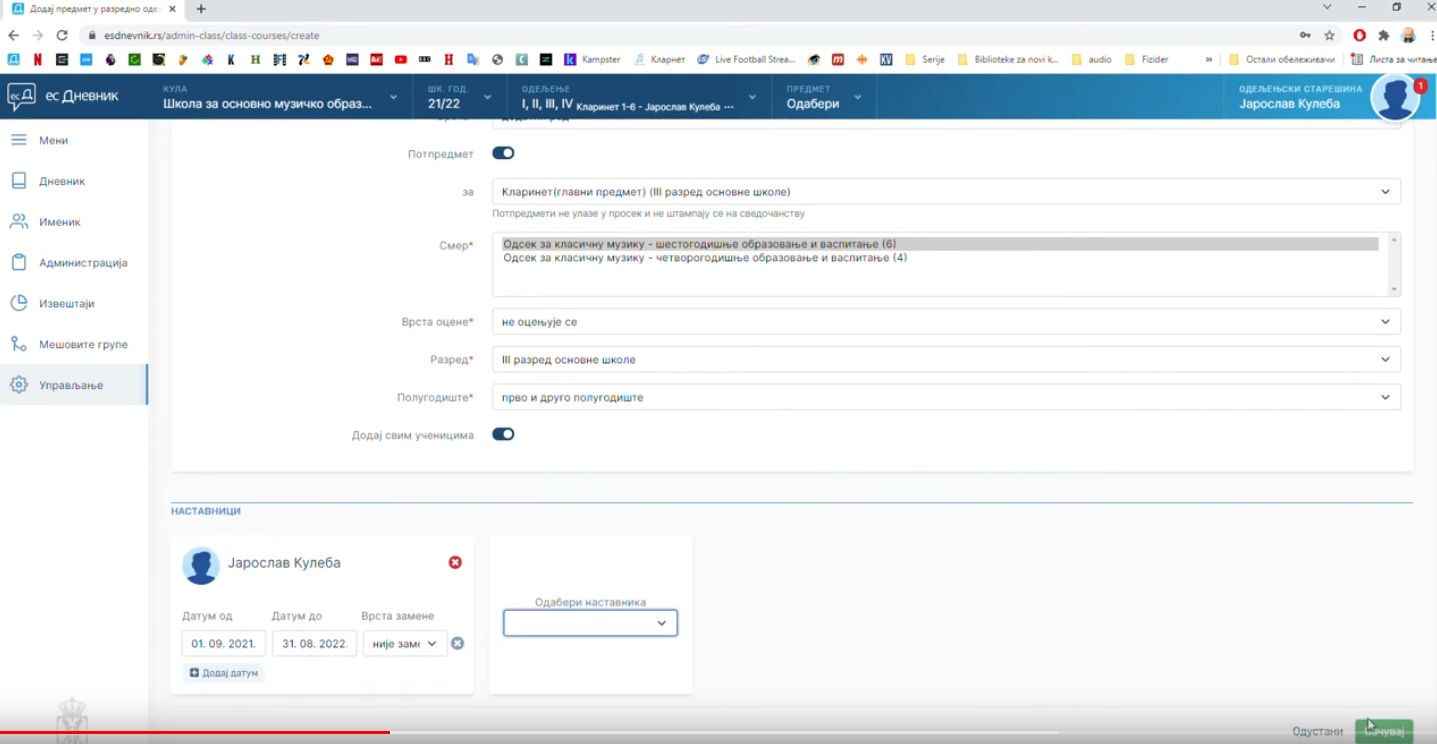 Додај предмет у разредно оде
esdnevnik.rs/admin-class/class-courses/create
Kampster Кларнет Live Football Strea... Serije Biblioteke za novi k... audio Fizider » Остали обележивачи Листа за читање
ес Дневник
КУЛА
Школа за основно музичко образ...
ШК. ГОД.
21/22
ОДЕЉЕЊЕ
I, II, III, IV Кларинет 1-6 - Јарослав Кулеба ...
ПРЕДМЕТ
Одабери
ОДЕЉЕЊСКИ СТАРЕШИНА
Јарослав Кулеба
1
Мени
Дневник
Именик
Администрација
Извештаји
Мешовите групе
Управљање
Потпредмет
за
Кларинет(главни предмет) (III разред основне школе)
Потпредмети не улазе у просек и не штампају се на сведочанству
Смер*
Одсек за класичну музику - шестогодишње образовање и васпитање (6)
Одсек за класичну музику - четворогодишње образовање и васпитање (4)
Врста оцене*
не оцењује се
Разред*
III разред основне школе
Полугодиште*
прво и друго полугодиште
Додај свим ученицима
НАСТАВНИЦИ
Јарослав Кулеба
Датум од Датум до Врста замене
01. 09. 2021. 31. 08. 2022. није заме
Додај датум
Одабери наставника
Одустани
Сачувај